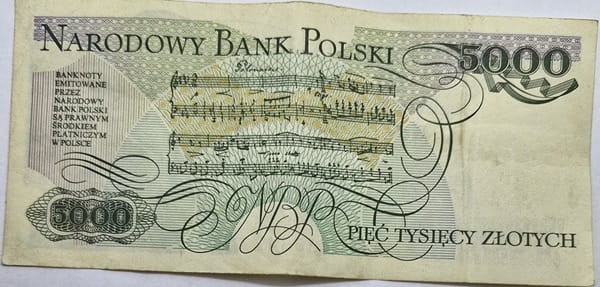 NARODOWY BANK POLSKI
5000
BANKNOTY
EMITOWANE
PRZEZ
NARODOWY
BANK POLSKI
SĄ PRAWNYM
ŚRODKIEM
PŁATNICZYM
W POLSCE
Polonaise
5000
NBP
PIĘĆ TYSIĘCY ZŁOTYCH